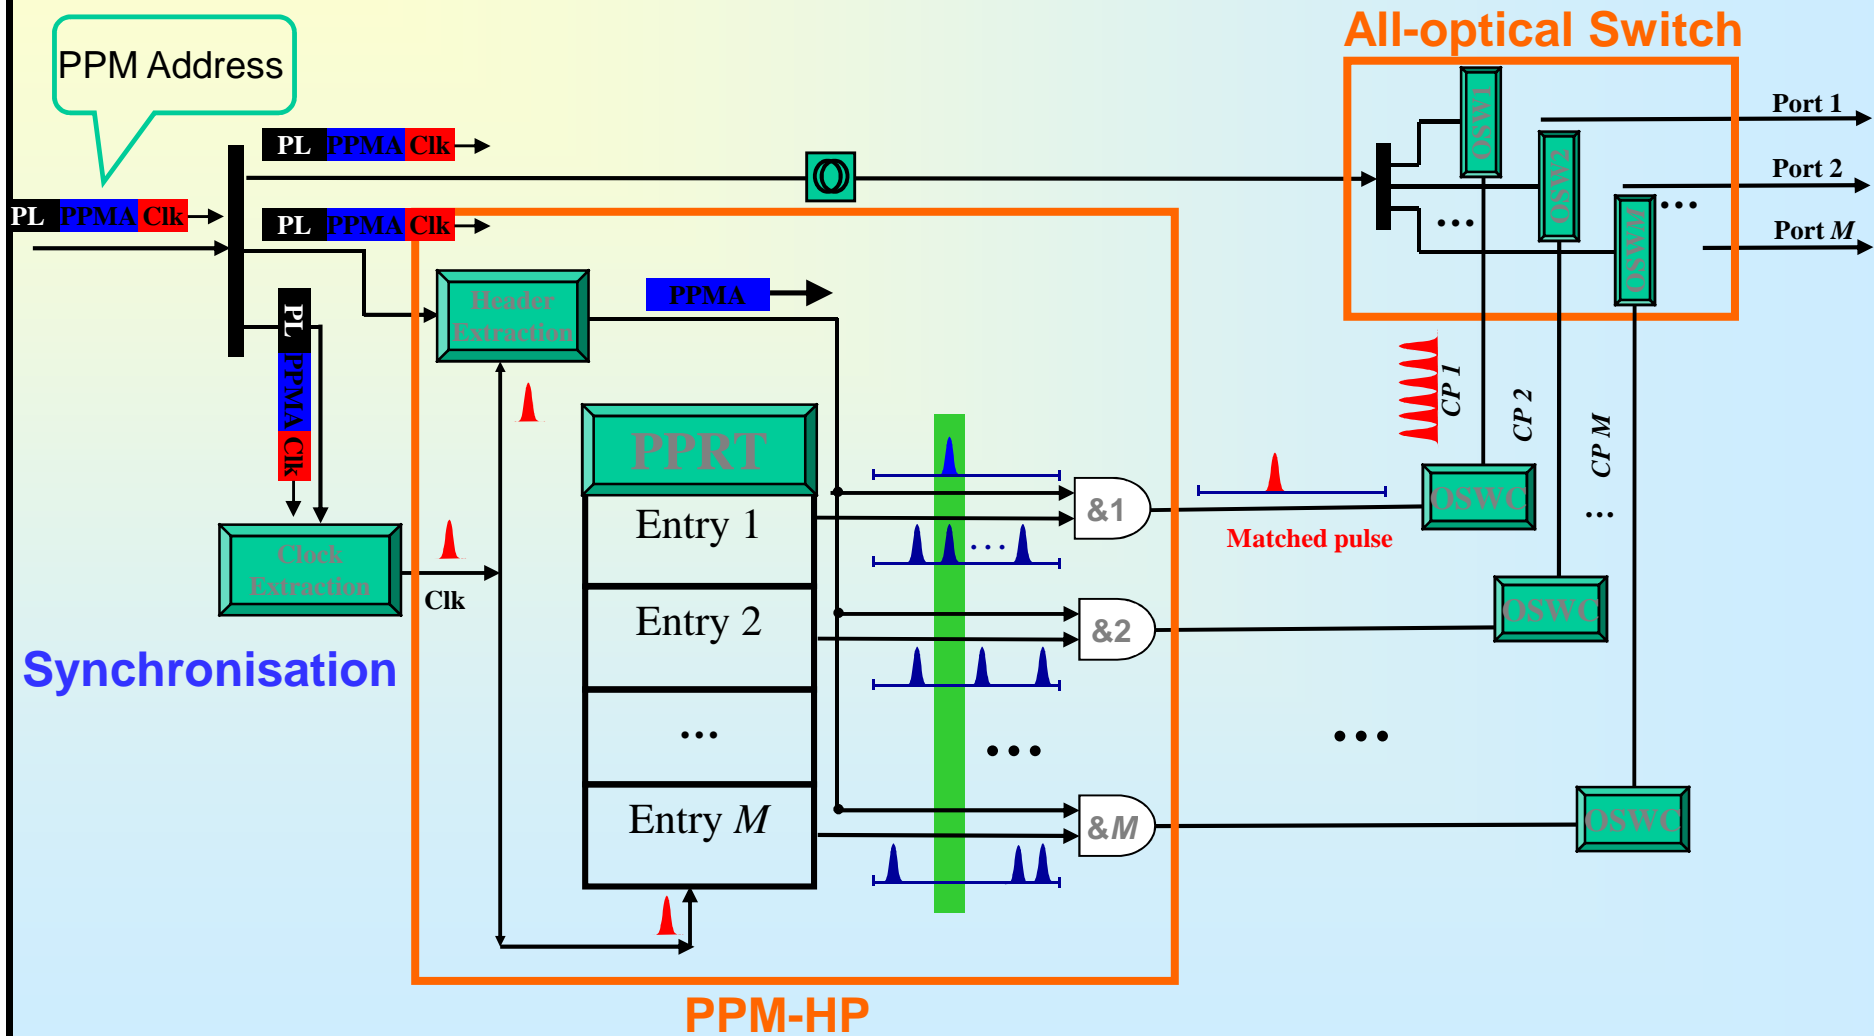 All-optical Switch
PPM Address
PL PPMA Clk
PL PPMA Clk
PL PPMA Clk
PL PPMA Clk
OSW1
OSW2
OSWM
...
...
Port 1
Port 2
Port M
Header
Extraction
PPMA
Clock
Extraction
Clk
Synchronisation
PPRT
Entry 1
Entry 2
...
Entry M
...
...
&1
&2
&M
Matched pulse
...
CP 1
CP 2
CP M
...
OSWC
OSWC
OSWC
PPM-HP